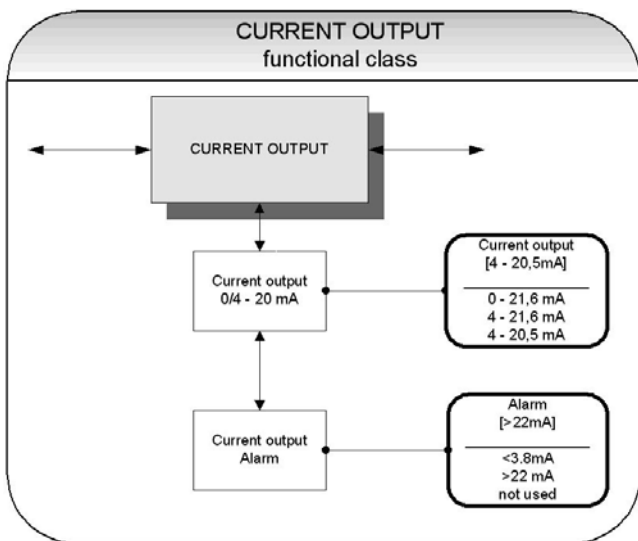 CURRENT OUTPUT
functional class
CURRENT OUTPUT
Current output
0/4 - 20 mA
Current output
[4 - 20,5mA]
0 - 21,6 mA
4 - 21,6 mA
4 - 20,5 mA
Current output
Alarm
Alarm
[>22mA]
<3.8mA
>22 mA
not used